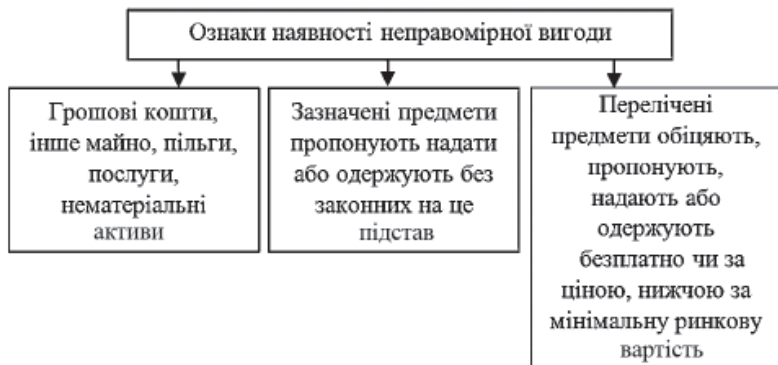 Ознаки наявності неправомірної вигоди
Грошові кошти,
інше майно, пільги,
послуги,
нематеріальні
активи
Зазначені предмети
пропонують надати
або одержують без
законних на це
підстав
Перелічені
предмети обіцяють,
пропонують,
надають або
одержують
безплатно чи за
ціною, нижчою за
мінімальну ринкову
вартість